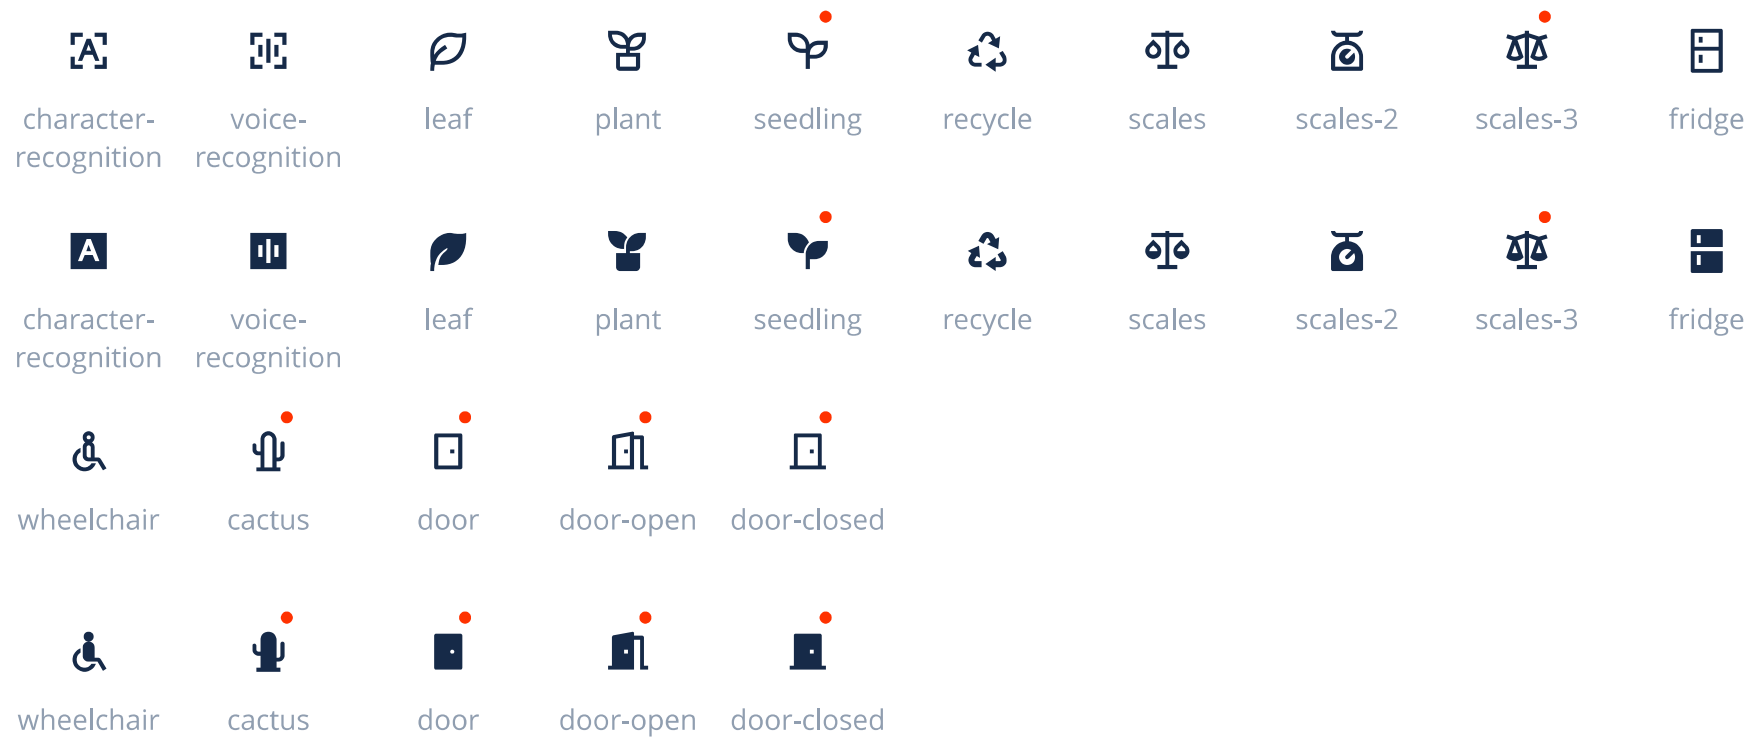 character- voice- leaf plant seedling recycle scales scales-2 scales-3 fridge
recognition recognition
character- voice- leaf plant seedling recycle scales scales-2 scales-3 fridge
recognition recognition
wheelchair cactus door door-open door-closed
wheelchair cactus door door-open door-closed